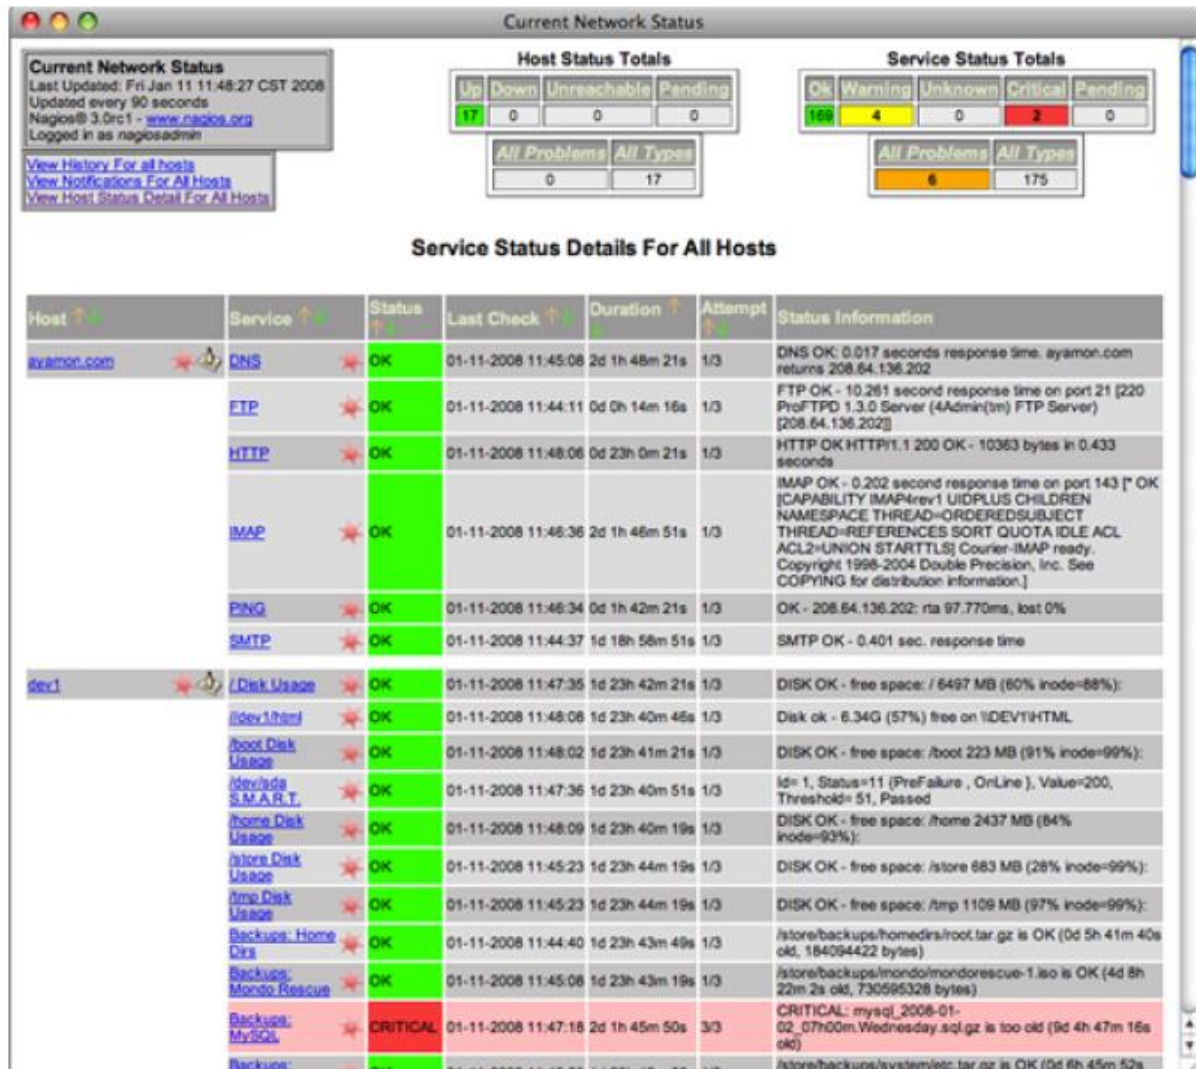 Current Network Status
Current Network Status
Last Updated: Fri Jan 11 11:48:27 CST 2008
Updated every 90 seconds
Nagios® 3.0rc1 - www.nagios.org
Logged in as nagiosadmin
View History For all hosts
View Notifications For All Hosts
View Host Status Detail For All Hosts
Host Status Totals
Up Down Unreachable Pending
17 0 0 0
All Problems All Types
0 17
Service Status Totals
Ok Warning Unknown Critical Pending
169 4 0 2 0
All Problems All Types
6 175
Service Status Details For All Hosts
Host Service Status Last Check Duration Attempt Status Information
ayamon.com DNS OK 01-11-2008 11:45:08 2d 1h 48m 21s 1/3 DNS OK: 0.017 seconds response time. ayamon.com
returns 208.64.136.202
FTP OK 01-11-2008 11:44:11 0d 0h 14m 16s 1/3 FTP OK - 10.261 second response time on port 21 [220
ProFTPD 1.3.0 Server (4Admin(tm) FTP Server)
[208.64.136.202]]
HTTP OK 01-11-2008 11:48:06 0d 23h 0m 21s 1/3 HTTP OK HTTP/1.1 200 OK - 10363 bytes in 0.433
seconds
IMAP OK 01-11-2008 11:46:36 2d 1h 46m 51s 1/3 IMAP OK - 0.202 second response time on port 143 [* OK
[CAPABILITY IMAP4rev1 UIDPLUS CHILDREN
NAMESPACE THREAD=ORDEREDSUBJECT
THREAD=REFERENCES SORT QUOTA IDLE ACL
ACL2=UNION STARTTLS] Courier-IMAP ready.
Copyright 1998-2004 Double Precision, Inc. See
COPYING for distribution information.]
PING OK 01-11-2008 11:46:34 0d 1h 42m 21s 1/3 OK - 208.64.136.202: rta 97.770ms, lost 0%
SMTP OK 01-11-2008 11:44:37 1d 18h 58m 51s 1/3 SMTP OK - 0.401 sec. response time
dev1 / Disk Usage OK 01-11-2008 11:47:35 1d 23h 42m 21s 1/3 DISK OK - free space: / 6497 MB (60% inode=88%):
//dev1/html OK 01-11-2008 11:48:08 1d 23h 40m 46s 1/3 Disk ok - 6.34G (57%) free on \\DEV1\HTML
/boot Disk
Usage OK 01-11-2008 11:48:02 1d 23h 41m 21s 1/3 DISK OK - free space: /boot 223 MB (91% inode=99%):
/dev/sda
S.M.A.R.T. OK 01-11-2008 11:47:36 1d 23h 40m 51s 1/3 Id= 1, Status=11 {PreFailure , OnLine }, Value=200,
Threshold= 51, Passed
/home Disk
Usage OK 01-11-2008 11:48:09 1d 23h 40m 19s 1/3 DISK OK - free space: /home 2437 MB (84%
inode=93%):
/store Disk
Usage OK 01-11-2008 11:45:23 1d 23h 44m 19s 1/3 DISK OK - free space: /store 683 MB (28% inode=99%):
/tmp Disk
Usage OK 01-11-2008 11:45:23 1d 23h 44m 19s 1/3 DISK OK - free space: /tmp 1109 MB (97% inode=99%):
Backups: Home
Dirs OK 01-11-2008 11:44:40 1d 23h 43m 49s 1/3 /store/backups/homedirs/root.tar.gz is OK (0d 5h 41m 40s
old, 184094422 bytes)
Backups:
Mondo Rescue OK 01-11-2008 11:45:08 1d 23h 43m 19s 1/3 /store/backups/mondo/mondorescue-1.iso is OK (4d 8h
22m 2s old, 730595328 bytes)
Backups:
MySQL CRITICAL 01-11-2008 11:47:18 2d 1h 45m 50s 3/3 CRITICAL: mysql_2008-01-
02_07h00m.Wednesday.sql.gz is too old (9d 4h 47m 16s
old)
Backups: /store/backups/system/etc.tar.gz is OK (0d 6h 45m 52s